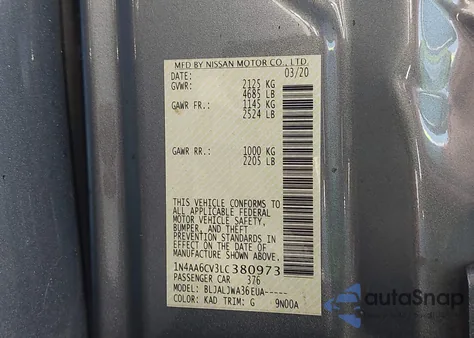 MFD BY NISSAN MOTOR CO., LTD.
DATE: 03/20
GVWR: 2125 KG
4685 LB
GAWR FR.: 1145 KG
2524 LB
GAWR RR.: 1000 KG
2205 LB
THIS VEHICLE CONFORMS TO
ALL APPLICABLE FEDERAL
MOTOR VEHICLE SAFETY,
BUMPER, AND THEFT
PREVENTION STANDARDS IN
EFFECT ON THE DATE OF
MANUFACTURE SHOWN ABOVE.
1N4AA6CV3LC380973
PASSENGER CAR 376
MODEL: BLJALJWA36EUA-----
COLOR: KAD TRIM: G 9N00A
autoSnap